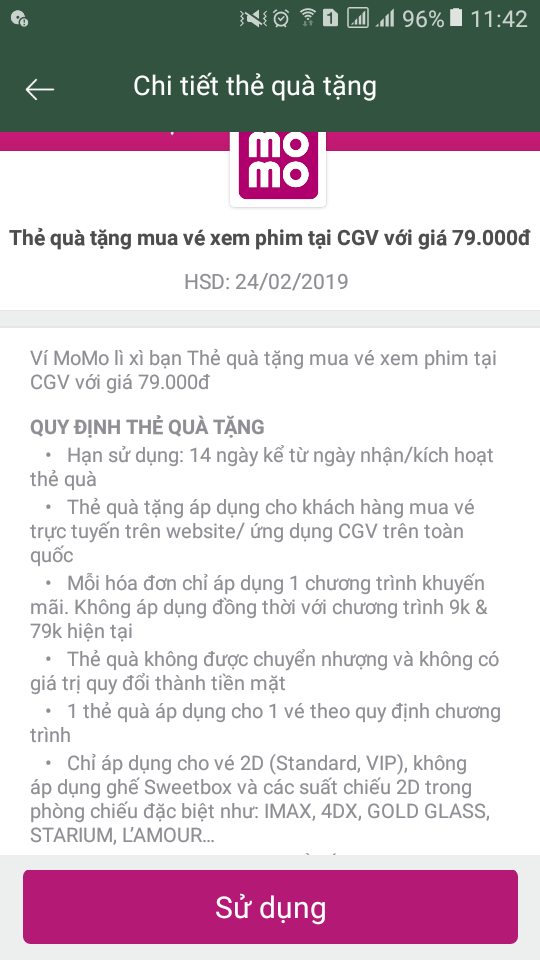 1 96% 11:42
Chi tiết thẻ quà tặng
mo
mo
Thẻ quà tặng mua vé xem phim tại CGV với giá 79.000đ
HSD: 24/02/2019
Ví MoMo lì xì bạn Thẻ quà tặng mua vé xem phim tại
CGV với giá 79.000đ
QUY ĐỊNH THẺ QUÀ TẶNG
• Hạn sử dụng: 14 ngày kể từ ngày nhận/kích hoạt
thẻ quà
• Thẻ quà tặng áp dụng cho khách hàng mua vé
trực tuyến trên website/ ứng dụng CGV trên toàn
quốc
• Mỗi hóa đơn chỉ áp dụng 1 chương trình khuyến
mãi. Không áp dụng đồng thời với chương trình 9k &
79k hiện tại
• Thẻ quà không được chuyển nhượng và không có
giá trị quy đổi thành tiền mặt
• 1 thẻ quà áp dụng cho 1 vé theo quy định chương
trình
• Chỉ áp dụng cho vé 2D (Standard, VIP), không
áp dụng ghế Sweetbox và các suất chiếu 2D trong
phòng chiếu đặc biệt như: IMAX, 4DX, GOLD GLASS,
STARIUM, L'AMOUR...
Sử dụng